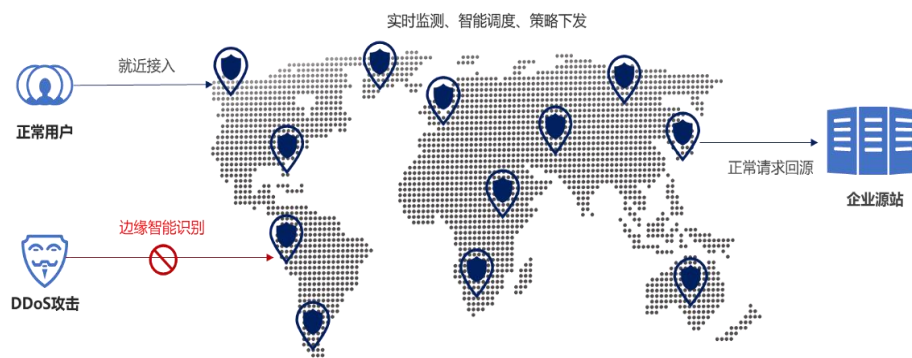 实时监测、智能调度、策略下发
就近接入
正常用户
正常请求回源
企业源站
边缘智能识别
DDoS攻击